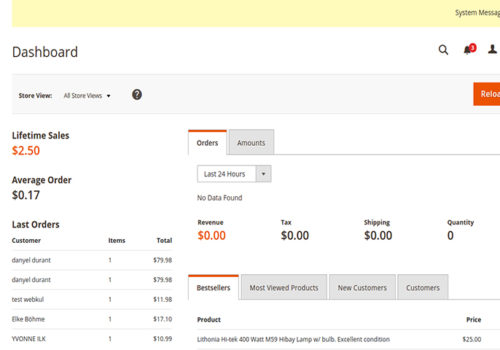 System Messag
Dashboard
3
Store View: All Store Views ?
Reloa
Lifetime Sales
$2.50
Average Order
$0.17
Last Orders
Customer Items Total
danyel durant 1 $79.98
danyel durant 1 $79.98
test webkul 1 $11.98
Elke Böhme 1 $17.10
YVONNE ILK 1 $10.99
Orders Amounts
Last 24 Hours
No Data Found
Revenue Tax Shipping Quantity
$0.00 $0.00 $0.00 0
Bestsellers Most Viewed Products New Customers Customers
Product Price
Lithonia Hi-tek 400 Watt M59 Hibay Lamp w/ bulb. Excellent condition $25.00